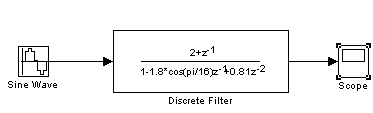 2+z-1
1-1.8*cos(pi/16)z-1+0.81z-2
Sine Wave
Discrete Filter
Scope